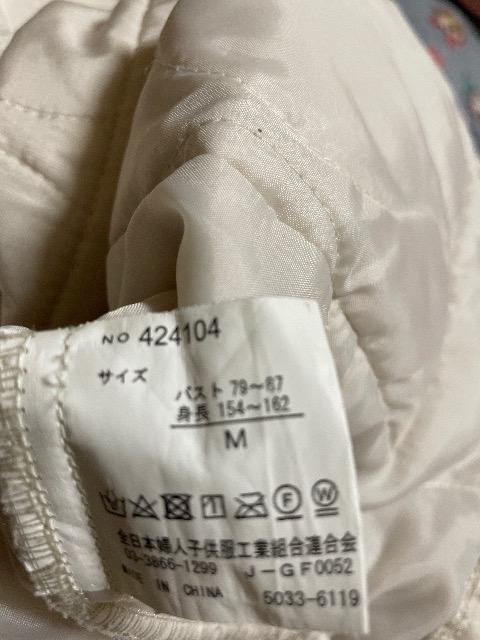 NO 424104
サイズ
バスト 79~87
身長 154~162
M
F W
全日本婦人子供服工業組合連合会
03-3866-1299 J-GF0052
MADE IN CHINA 5033-6119